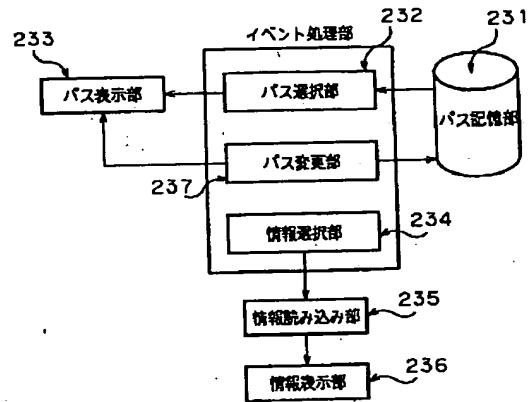 233
イベント処理部
232
231
パス表示部
パス選択部
パス記憶部
パス変更部
237
情報選択部
234
情報読み込み部
235
情報表示部
236